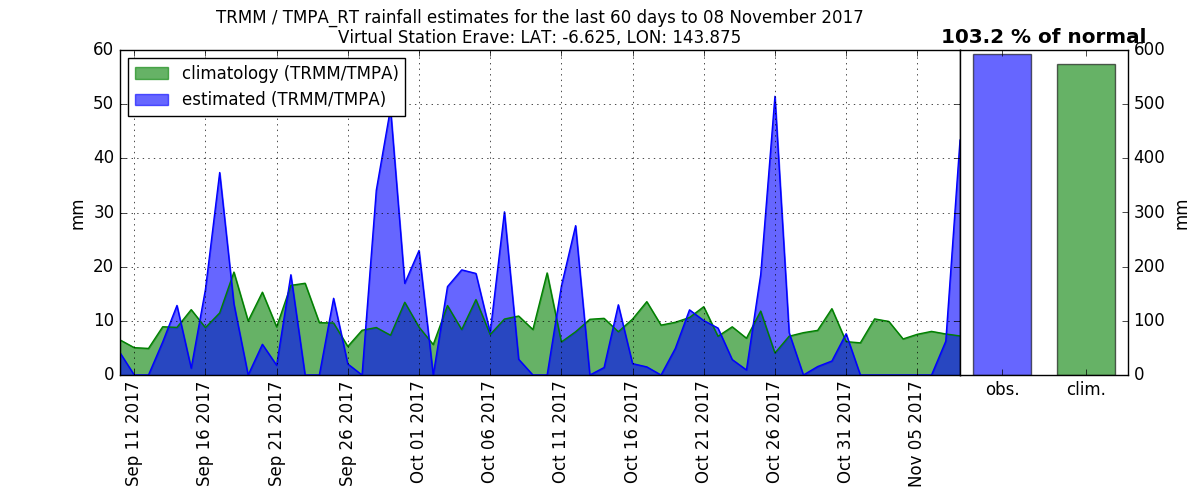 TRMM / TMPA_RT rainfall estimates for the last 60 days to 08 November 2017
Virtual Station Erave: LAT: -6.625, LON: 143.875
103.2 % of normal
climatology (TRMM/TMPA)
estimated (TRMM/TMPA)
60
50
40
30
20
10
0
mm
600
500
400
300
200
100
0
mm
Sep 11 2017
Sep 16 2017
Sep 21 2017
Sep 26 2017
Oct 01 2017
Oct 06 2017
Oct 11 2017
Oct 16 2017
Oct 21 2017
Oct 26 2017
Oct 31 2017
Nov 05 2017
obs.
clim.